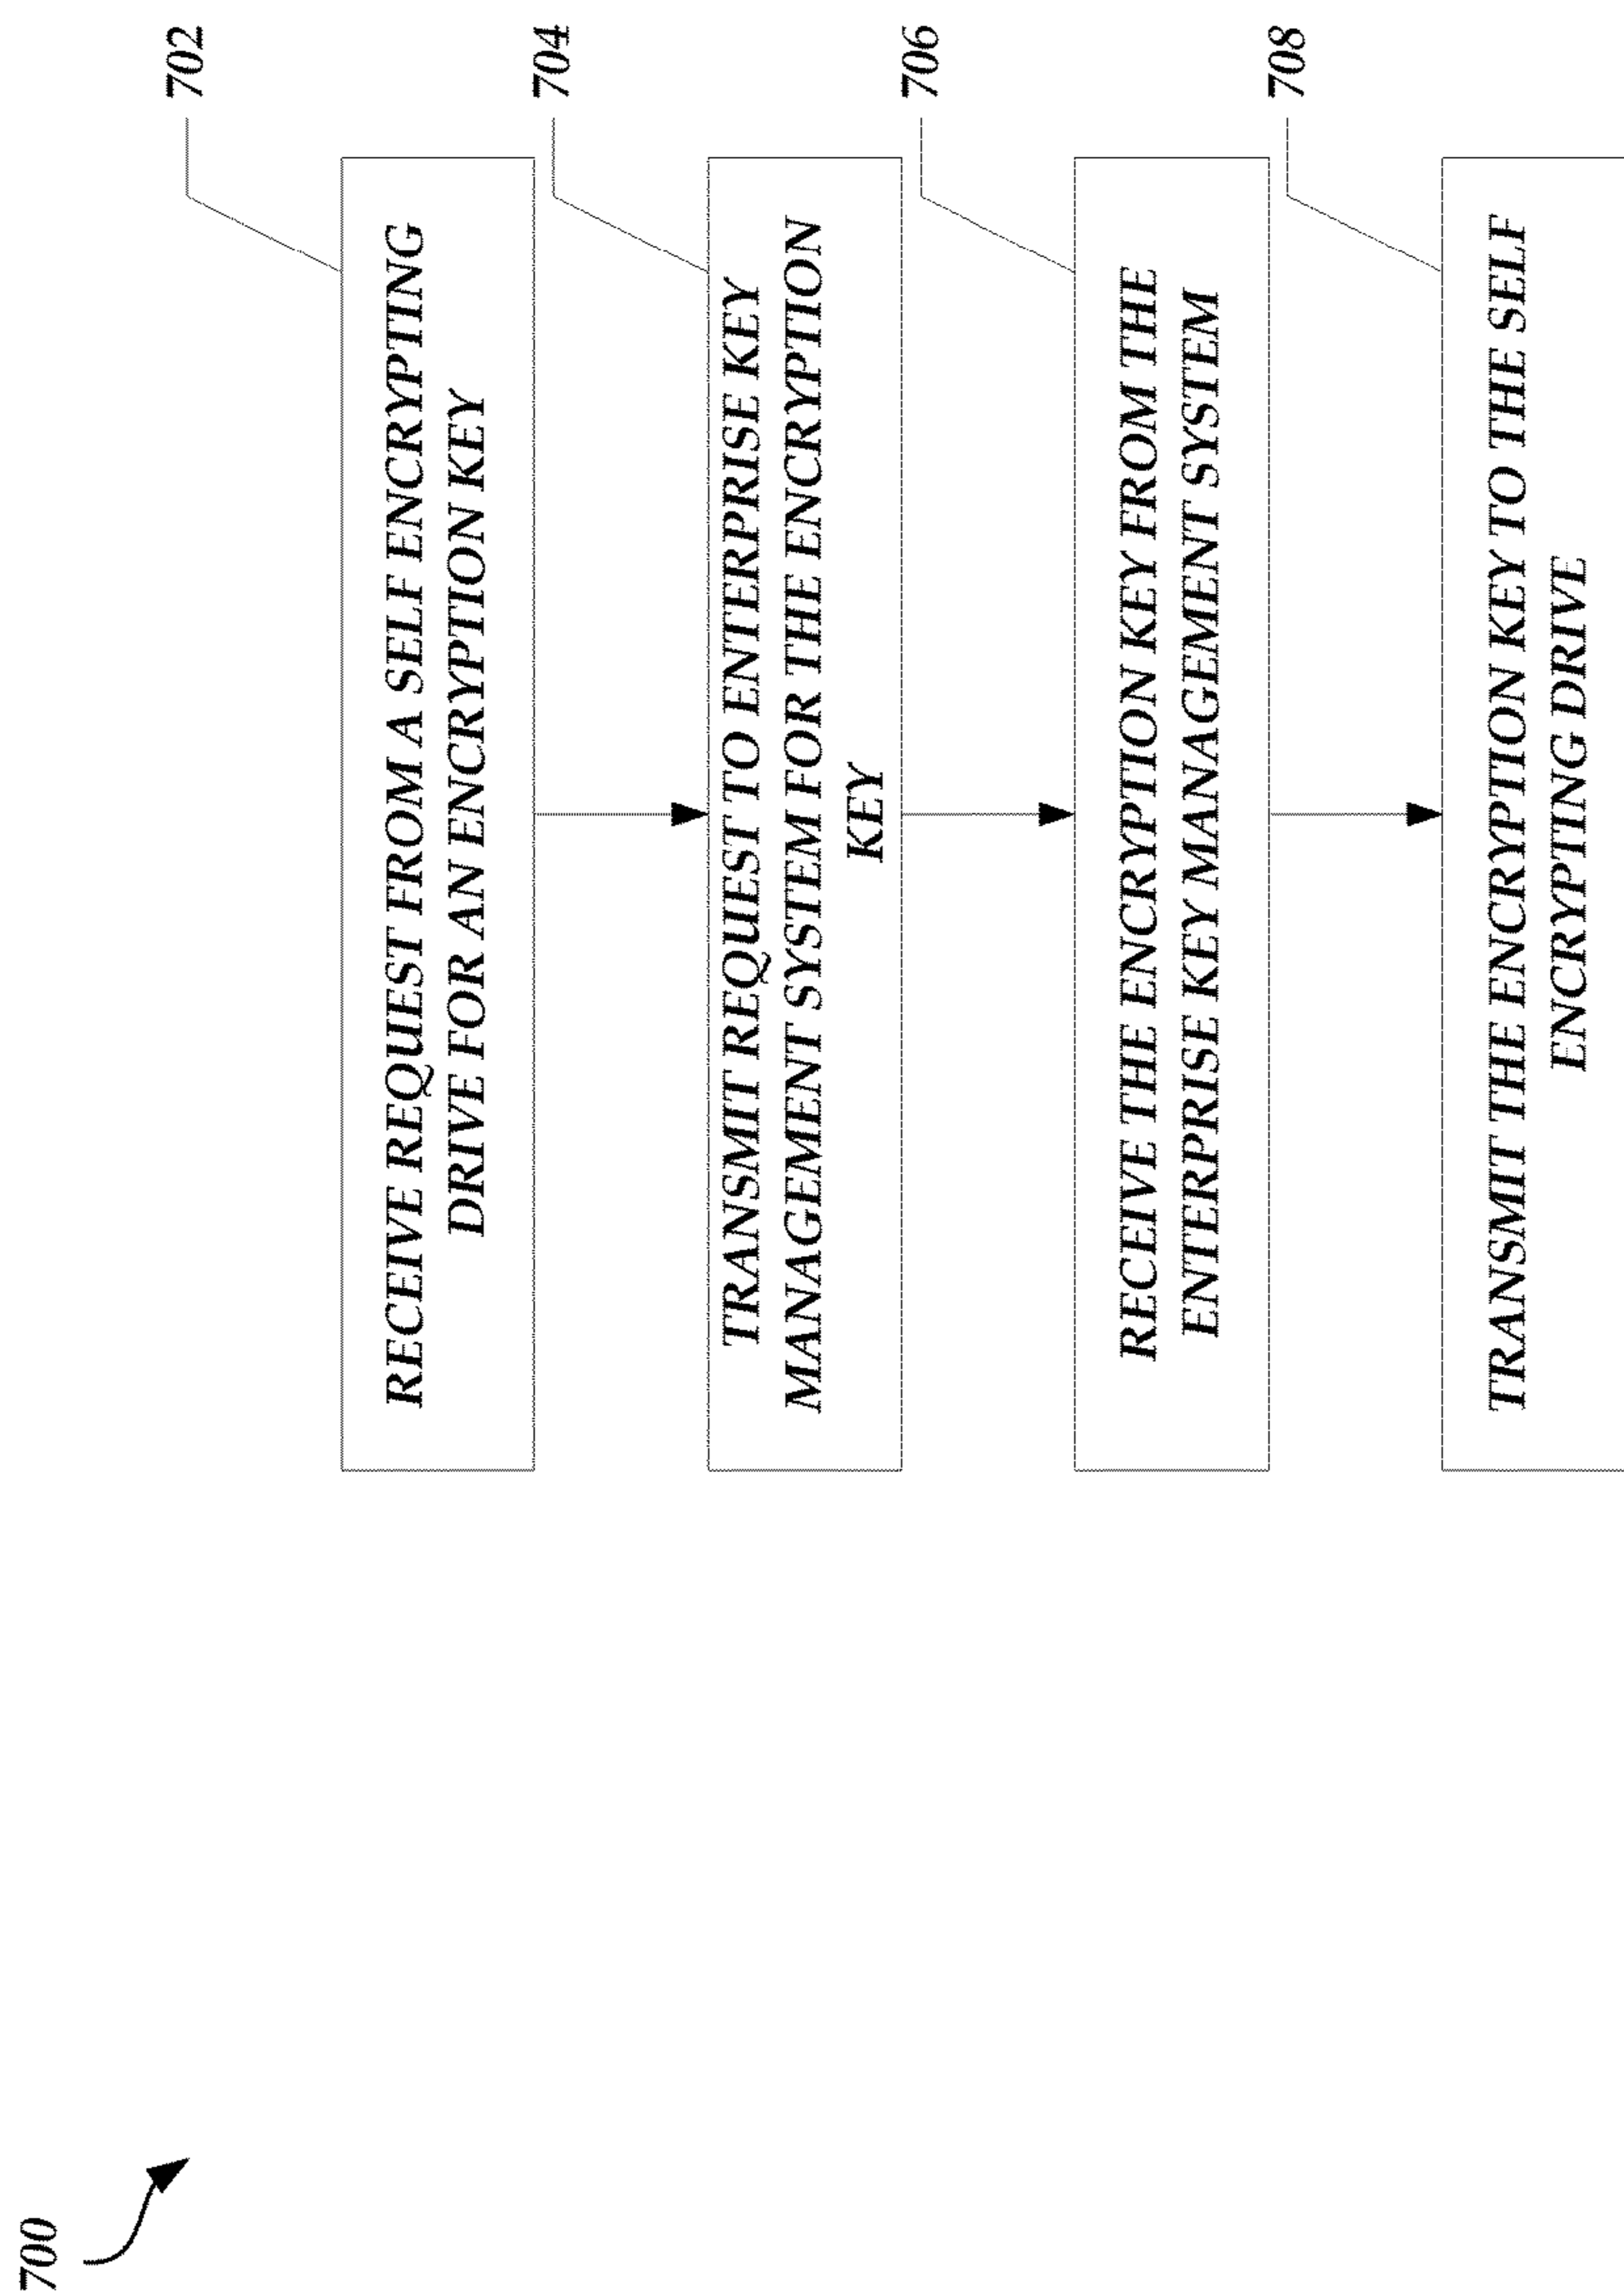 700
702
RECEIVE REQUEST FROM A SELF ENCRYPTING
DRIVE FOR AN ENCRYPTION KEY
704
TRANSMIT REQUEST TO ENTERPRISE KEY
MANAGEMENT SYSTEM FOR THE ENCRYPTION
KEY
706
RECEIVE THE ENCRYPTION KEY FROM THE
ENTERPRISE KEY MANAGEMENT SYSTEM
708
TRANSMIT THE ENCRYPTION KEY TO THE SELF
ENCRYPTING DRIVE